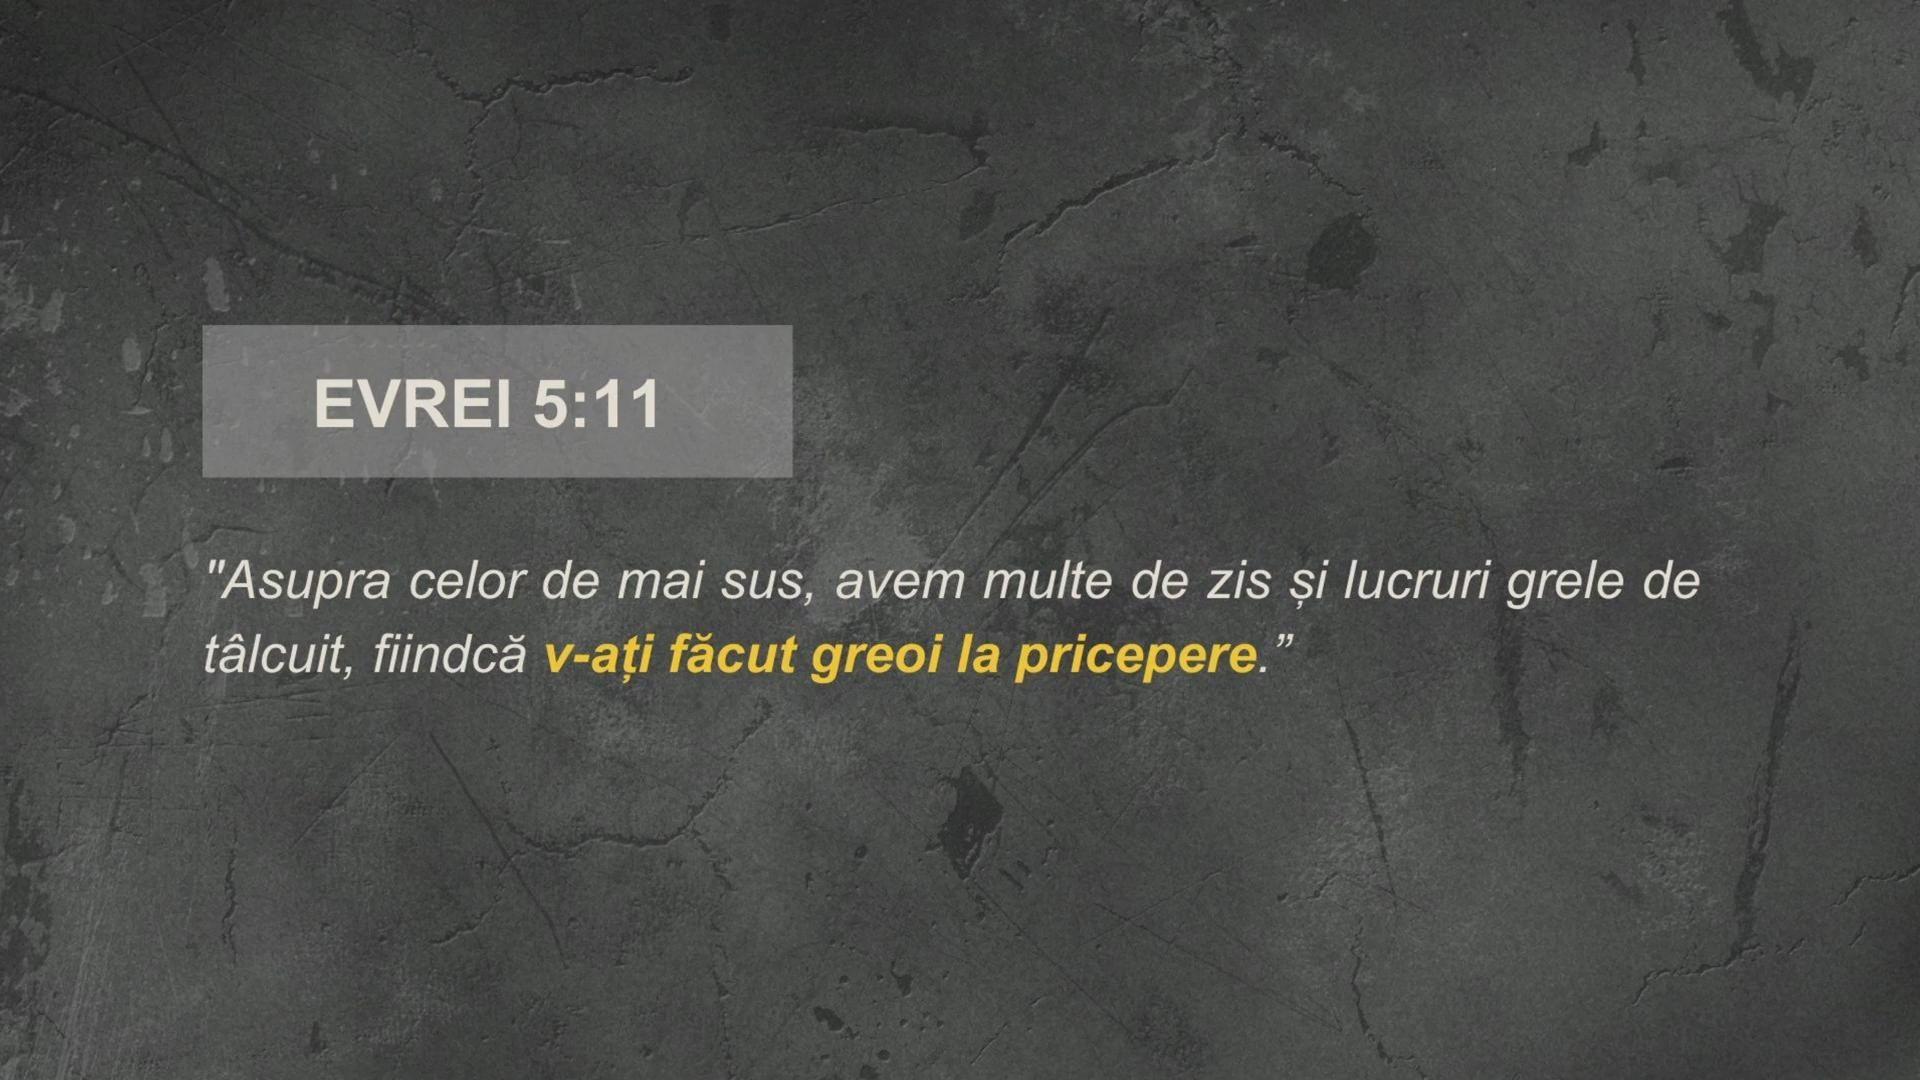 EVREI 5:11
"Asupra celor de mai sus, avem multe de zis și lucruri grele de
tâlcuit, fiindcă v-ați făcut greoi la pricepere.”